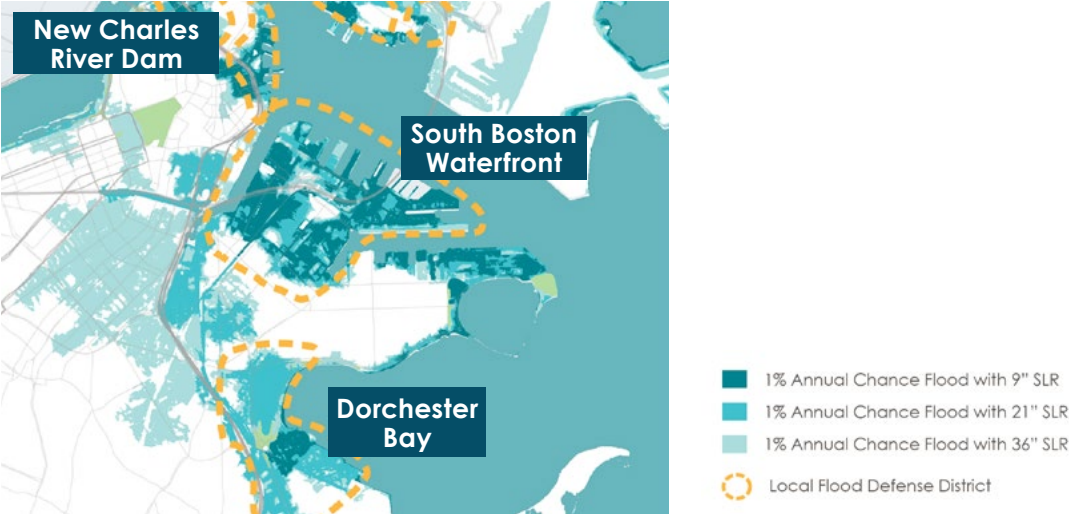 New Charles
River Dam
South Boston
Waterfront
Dorchester
Bay
1% Annual Chance Flood with 9” SLR
1% Annual Chance Flood with 21” SLR
1% Annual Chance Flood with 36” SLR
Local Flood Defense District